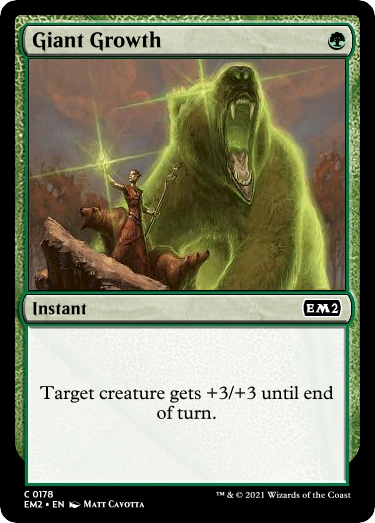 Giant Growth
Instant
EM2
Target creature gets +3/+3 until end
of turn.
C 0178
EM2 • EN Matt Cavotta
™ & © 2021 Wizards of the Coast